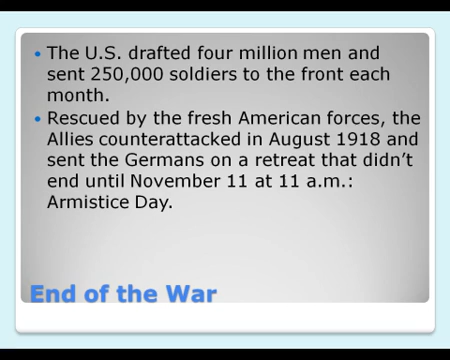 The U.S. drafted four million men and
sent 250,000 soldiers to the front each
month.
Rescued by the fresh American forces, the
Allies counterattacked in August 1918 and
sent the Germans on a retreat that didn’t
end until November 11 at 11 a.m.:
Armistice Day.
End of the War